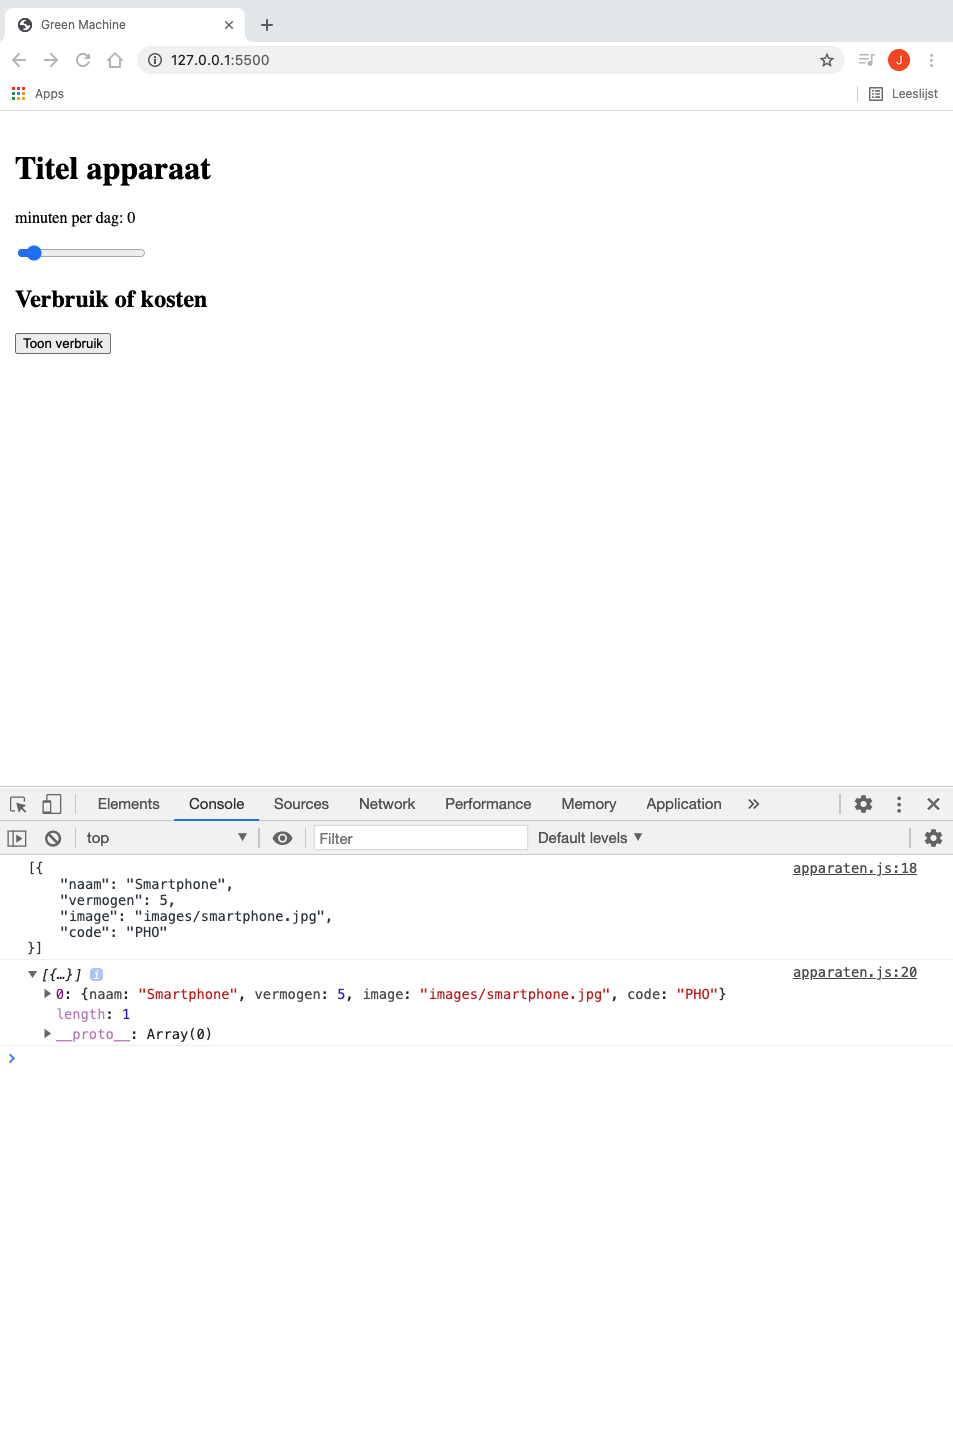 Green Machine
127.0.0.1:5500
J
Apps
Leeslijst
Titel apparaat
minuten per dag: 0
Verbruik of kosten
Toon verbruik
Elements Console Sources Network Performance Memory Application »
top ▼ Filter Default levels ▼
[{ apparaten.js:18
"naam": "Smartphone",
"vermogen": 5,
"image": "images/smartphone.jpg",
"code": "PHO"
}]
▼ [{…}] i apparaten.js:20
▶ 0: {naam: "Smartphone", vermogen: 5, image: "images/smartphone.jpg", code: "PHO"}
length: 1
▶ __proto__: Array(0)